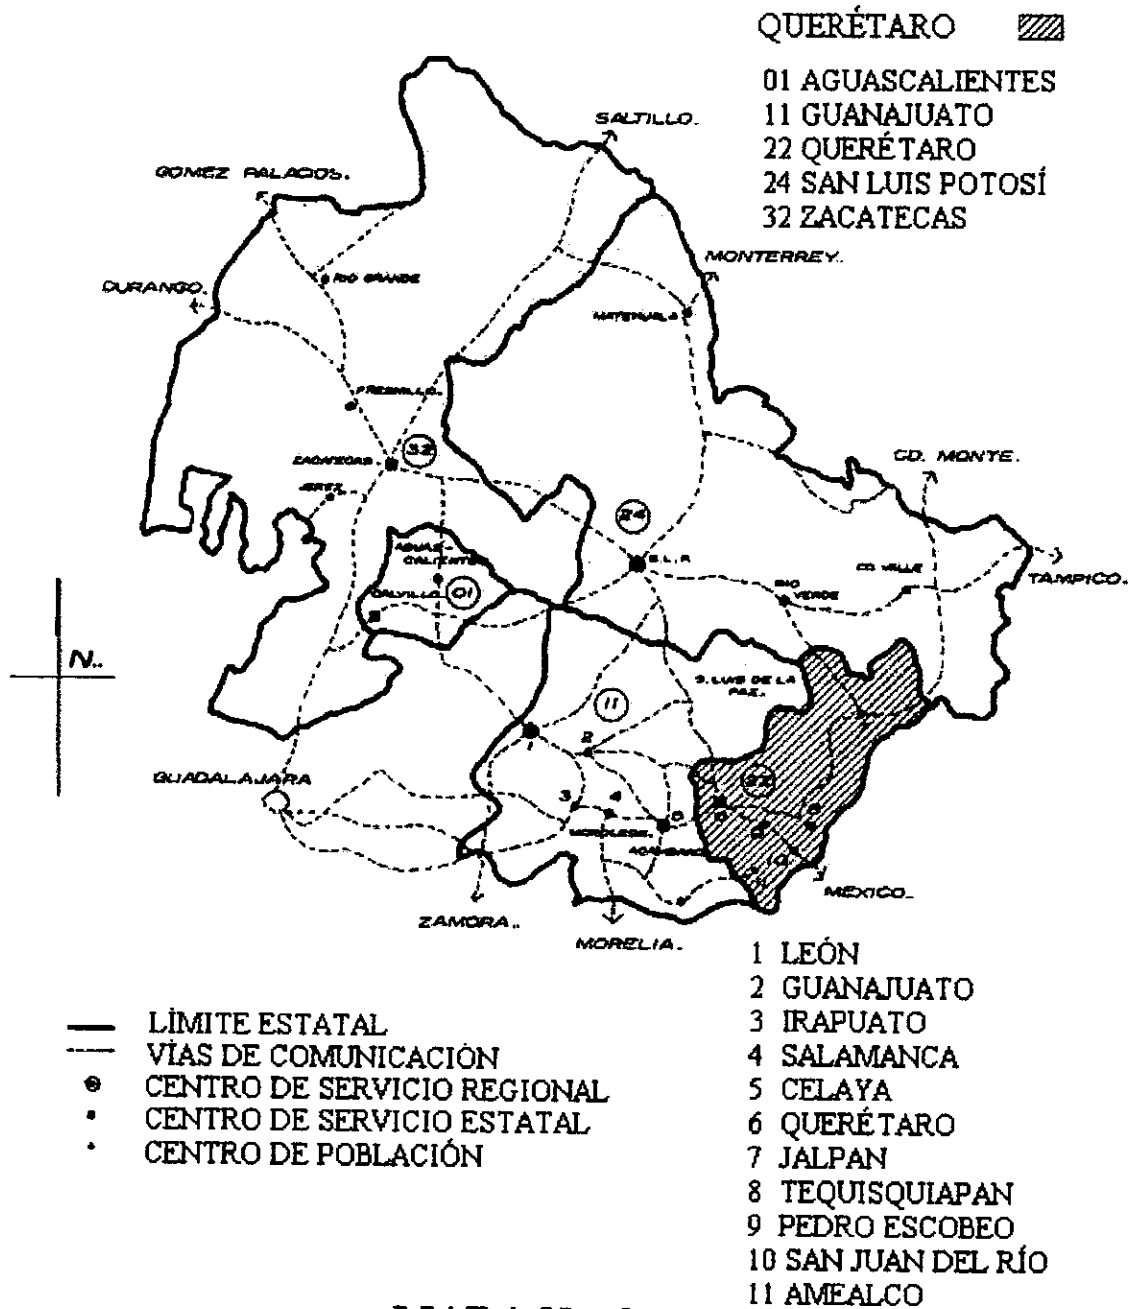 QUERÉTARO
01 AGUASCALIENTES
11 GUANAJUATO
22 QUERÉTARO
24 SAN LUIS POTOSÍ
32 ZACATECAS
SALTILLO.
GOMEZ PALACIOS.
MONTERREY.
DURANGO.
RIO GRANDE
MATEHUALA
FRESNILLO.
ZACATECAS
32
JEREZ
CD. MONTE.
24
S.L.P.
AGUAS-
CALIENTES
CALVILLO
01
RIO
VERDE
CD. VALLE
TAMPICO.
N..
S. LUIS DE LA
PAZ.
11
1
2
GUADALAJARA
22
3
4
MOROLEON.
MEXICO.
ZAMORA..
MORELIA.
LÍMITE ESTATAL
VÍAS DE COMUNICACIÓN
CENTRO DE SERVICIO REGIONAL
CENTRO DE SERVICIO ESTATAL
CENTRO DE POBLACIÓN
1 LEÓN
2 GUANAJUATO
3 IRAPUATO
4 SALAMANCA
5 CELAYA
6 QUERÉTARO
7 JALPAN
8 TEQUISQUIAPAN
9 PEDRO ESCOBEO
10 SAN JUAN DEL RÍO
11 AMEALCO